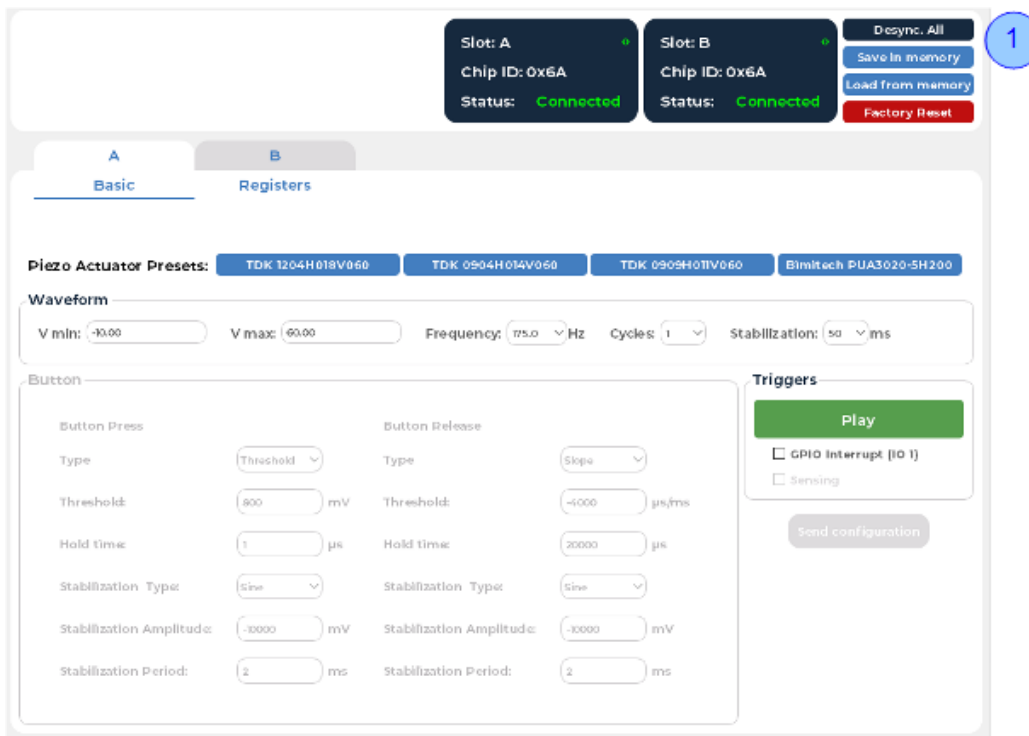 Slot: A
Chip ID: 0x6A
Status: Connected
Slot: B
Chip ID: 0x6A
Status: Connected
Desync. All
Save in memory
Load from memory
Factory Reset
1
A B
Basic Registers
Piezo Actuator Presets: TDK 1204H018V060 TDK 0904H014V060 TDK 0909H011V060 Bimitech PUA3020-5H200
Waveform
V min: -10.00 V max: 60.00 Frequency: 175.0 Hz Cycles: 1 Stabilization: 50 ms
Button
Button Press Button Release
Type Threshold Type Slope
Threshold: 800 mV Threshold: -4000 µs/ms
Hold time: 1 µs Hold time: 20000 µs
Stabilization Type: Sine Stabilization Type: Sine
Stabilization Amplitude: -10000 mV Stabilization Amplitude: -10000 mV
Stabilization Period: 2 ms Stabilization Period: 2 ms
Triggers
Play
GPIO Interrupt (IO 1)
Sensing
Send configuration